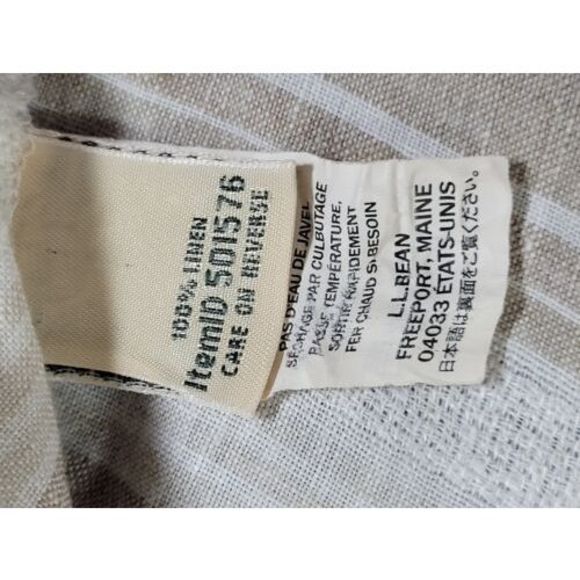 100% LINEN
ItemID 501576
CARE ON REVERSE
PAS D'EAU DE JAVEL
SÉCHAGE PAR CULBUTAGE
BASSE TEMPÉRATURE,
SORTIR RAPIDEMENT
FER CHAUD SI BESOIN
L.L.BEAN
FREEPORT, MAINE
04033 ÉTATS-UNIS
日本語は裏面をご覧ください。